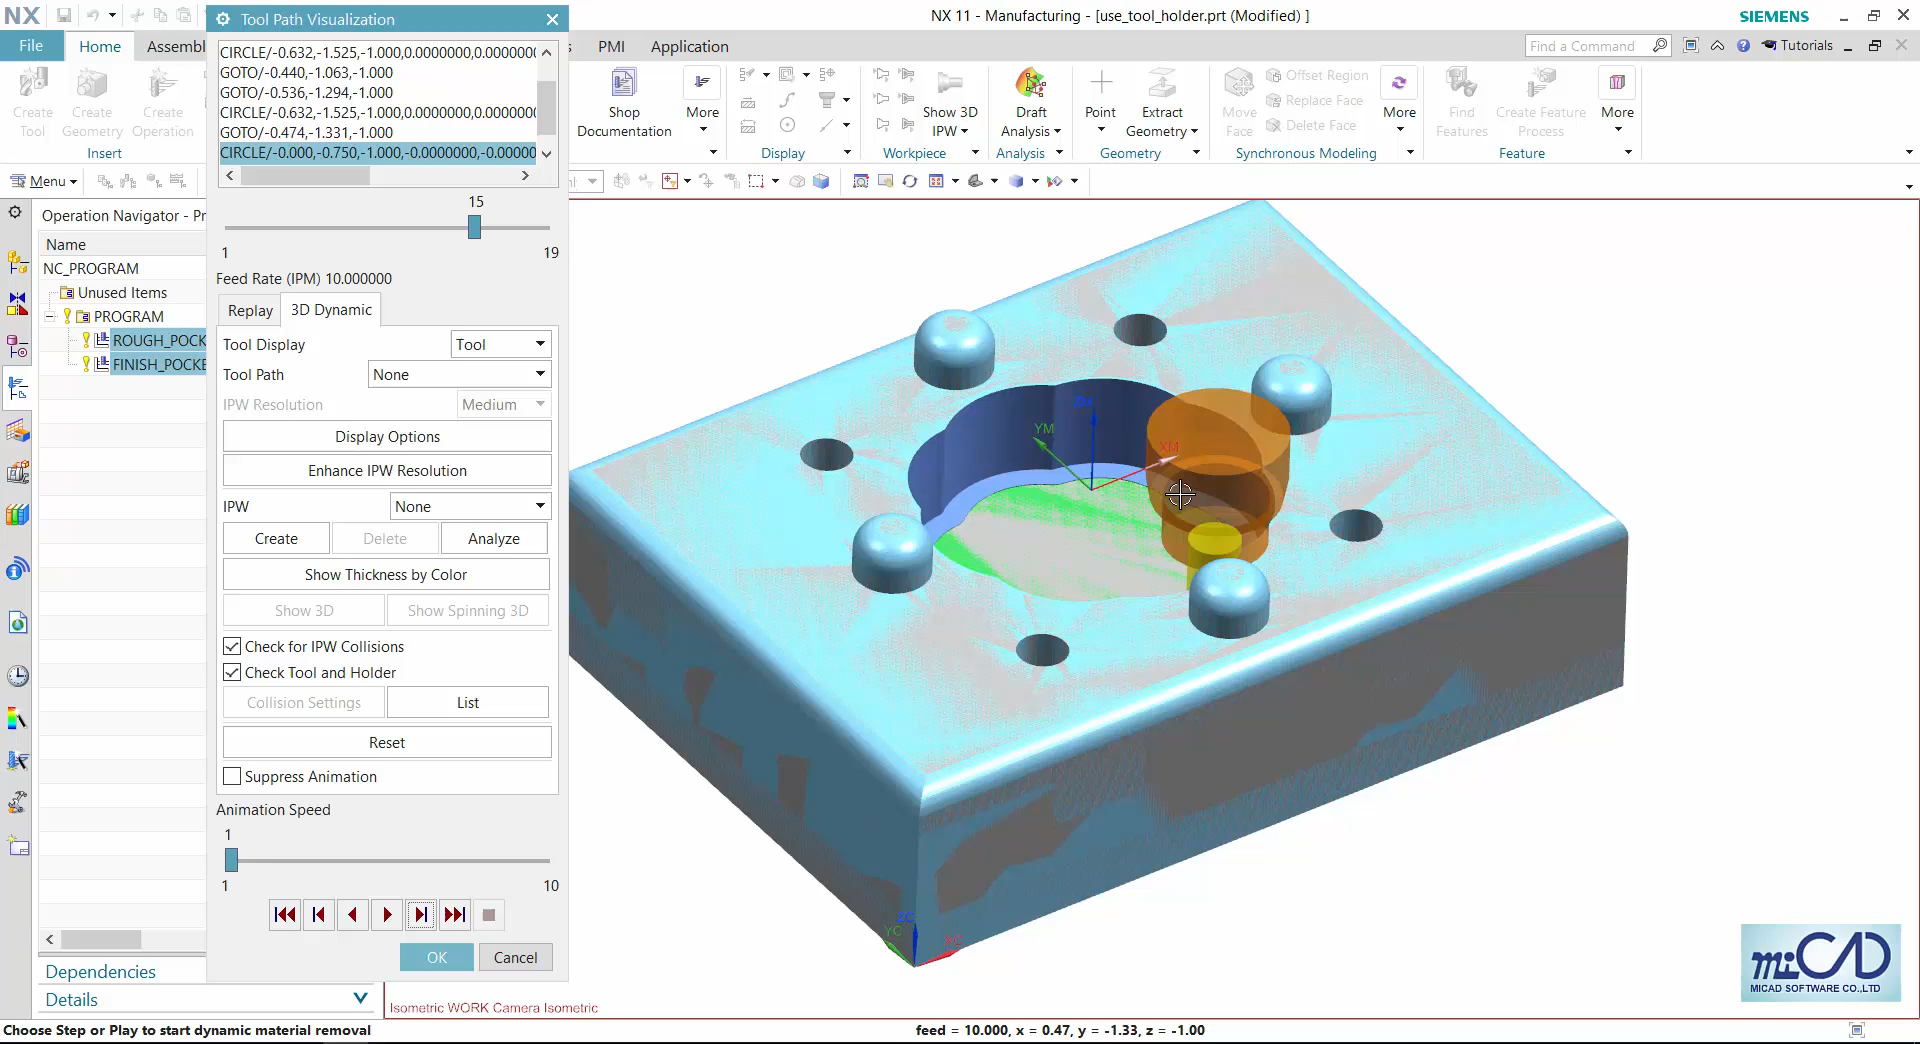 NX
Tool Path Visualization
NX 11 - Manufacturing - [use_tool_holder.prt (Modified) ]
SIEMENS
File
Home
Assembl
PMI
Application
Find a Command
Tutorials
CIRCLE/-0.632,-1.525,-1.000,0.0000000,0.0000000
GOTO/-0.440,-1.063,-1.000
GOTO/-0.536,-1.294,-1.000
CIRCLE/-0.632,-1.525,-1.000,0.0000000,0.0000000
GOTO/-0.474,-1.331,-1.000
CIRCLE/-0.000,-0.750,-1.000,-0.0000000,-0.00000
Create Tool
Create Geometry
Create Operation
Insert
Shop Documentation
More
Display
Show 3D IPW
Workpiece
Draft Analysis
Analysis
Point
Extract Geometry
Geometry
Move Face
Offset Region
Replace Face
Delete Face
More
Synchronous Modeling
Find Features
Create Feature Process
More
Feature
Menu
Operation Navigator - Pr
Name
NC_PROGRAM
Unused Items
PROGRAM
ROUGH_POCK
FINISH_POCKE
15
1
19
Feed Rate (IPM) 10.000000
Replay
3D Dynamic
Tool Display
Tool
Tool Path
None
IPW Resolution
Medium
Display Options
Enhance IPW Resolution
IPW
None
Create
Delete
Analyze
Show Thickness by Color
Show 3D
Show Spinning 3D
Check for IPW Collisions
Check Tool and Holder
Collision Settings
List
Reset
Suppress Animation
Animation Speed
1
1
10
OK
Cancel
Dependencies
Details
ZM
YM
XM
ZC
YC
XC
Isometric WORK Camera Isometric
miCAD
MICAD SOFTWARE CO.,LTD
Choose Step or Play to start dynamic material removal
feed = 10.000, x = 0.47, y = -1.33, z = -1.00